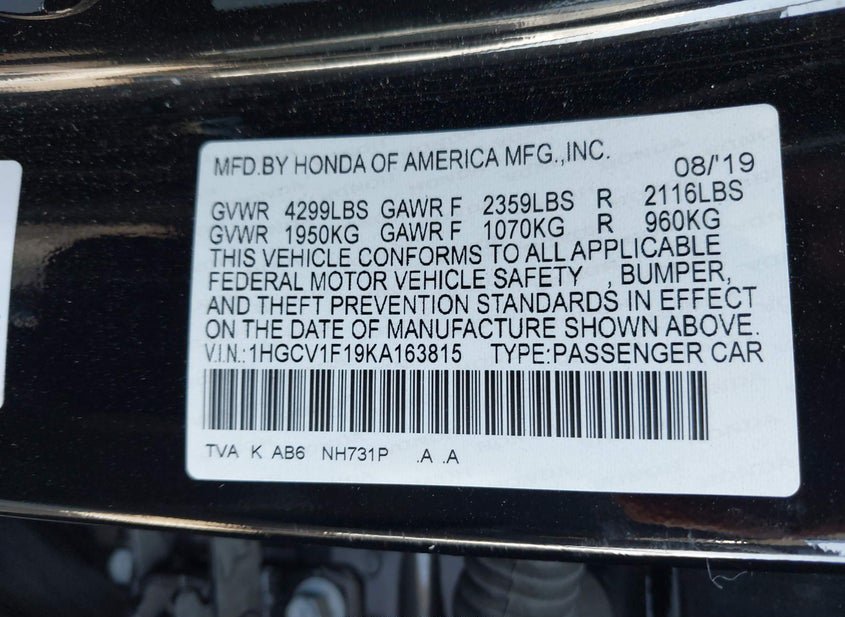 MFD.BY HONDA OF AMERICA MFG.,INC. 08/'19
GVWR 4299LBS GAWR F 2359LBS R 2116LBS
GVWR 1950KG GAWR F 1070KG R 960KG
THIS VEHICLE CONFORMS TO ALL APPLICABLE
FEDERAL MOTOR VEHICLE SAFETY , BUMPER,
AND THEFT PREVENTION STANDARDS IN EFFECT
ON THE DATE OF MANUFACTURE SHOWN ABOVE.
V.I.N.:1HGCV1F19KA163815 TYPE:PASSENGER CAR
TVA K AB6 NH731P .A .A